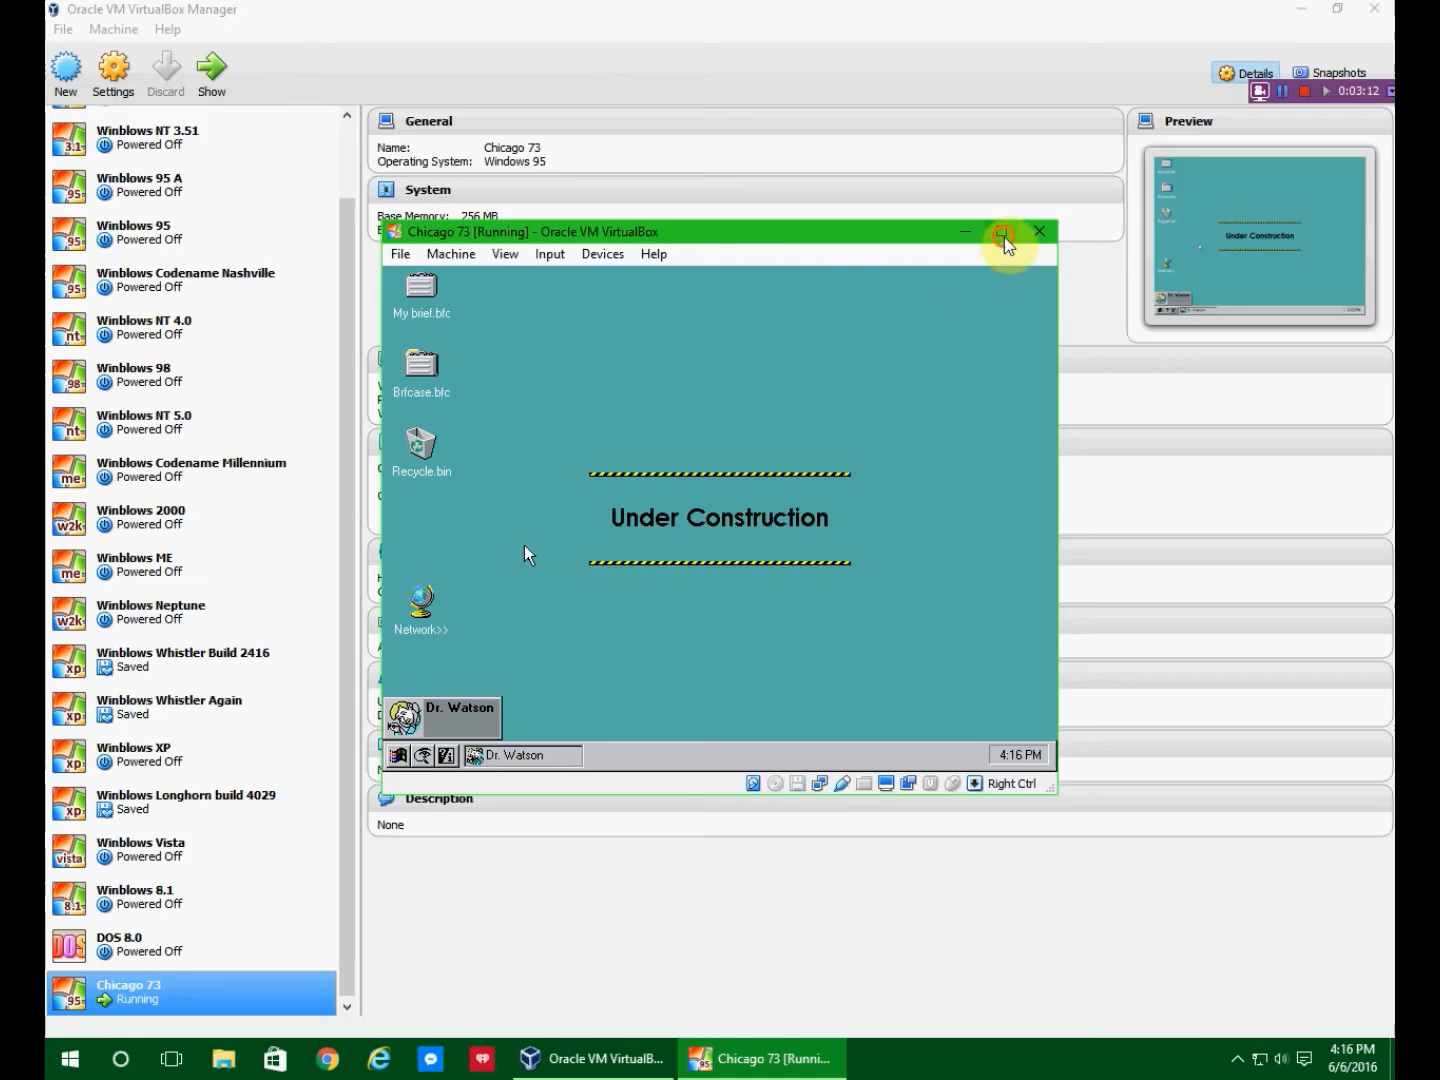 Oracle VM VirtualBox Manager
File Machine Help
New Settings Discard Show
Details Snapshots
0:03:12
Winblows NT 3.51
Powered Off
Winblows 95 A
Powered Off
Winblows 95
Powered Off
Winblows Codename Nashville
Powered Off
Winblows NT 4.0
Powered Off
Winblows 98
Powered Off
Winblows NT 5.0
Powered Off
Winblows Codename Millennium
Powered Off
Winblows 2000
Powered Off
Winblows ME
Powered Off
Winblows Neptune
Powered Off
Winblows Whistler Build 2416
Saved
Winblows Whistler Again
Saved
Winblows XP
Powered Off
Winblows Longhorn build 4029
Saved
Winblows Vista
Powered Off
Winblows 8.1
Powered Off
DOS 8.0
Powered Off
Chicago 73
Running
General
Name: Chicago 73
Operating System: Windows 95
System
Base Memory: 256 MB
Preview
Under Construction
Chicago 73 [Running] - Oracle VM VirtualBox
File Machine View Input Devices Help
My brief.bfc
Brfcase.bfc
Recycle.bin
Under Construction
Network>>
Dr. Watson
Dr. Watson
4:16 PM
Right Ctrl
Description
None
Oracle VM VirtualB...
Chicago 73 [Runni...
4:16 PM
6/6/2016